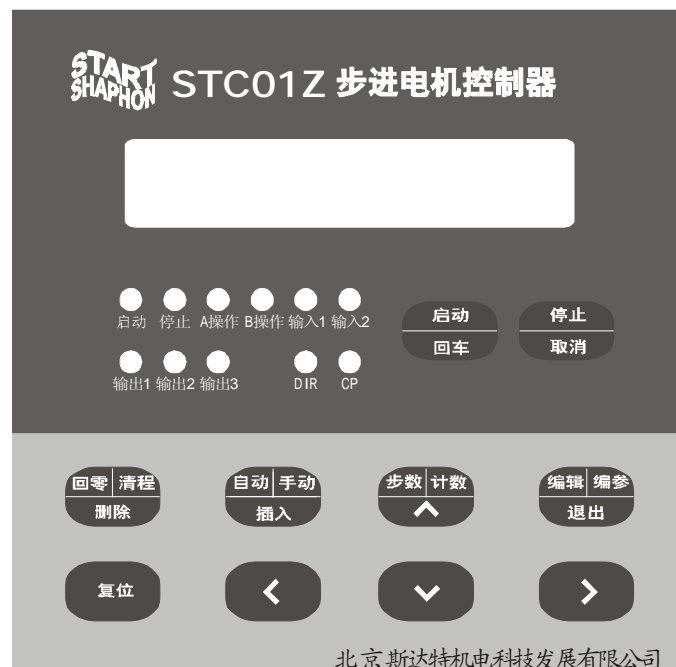 START
SHAPHON
STC01Z 步进电机控制器
启动 停止 A操作 B操作 输入1 输入2
启动
回车
停止
取消
输出1 输出2 输出3 DIR CP
回零 清程
删除
自动 手动
插入
步数 计数
编辑 编参
退出
复位
北京斯达特机电科技发展有限公司